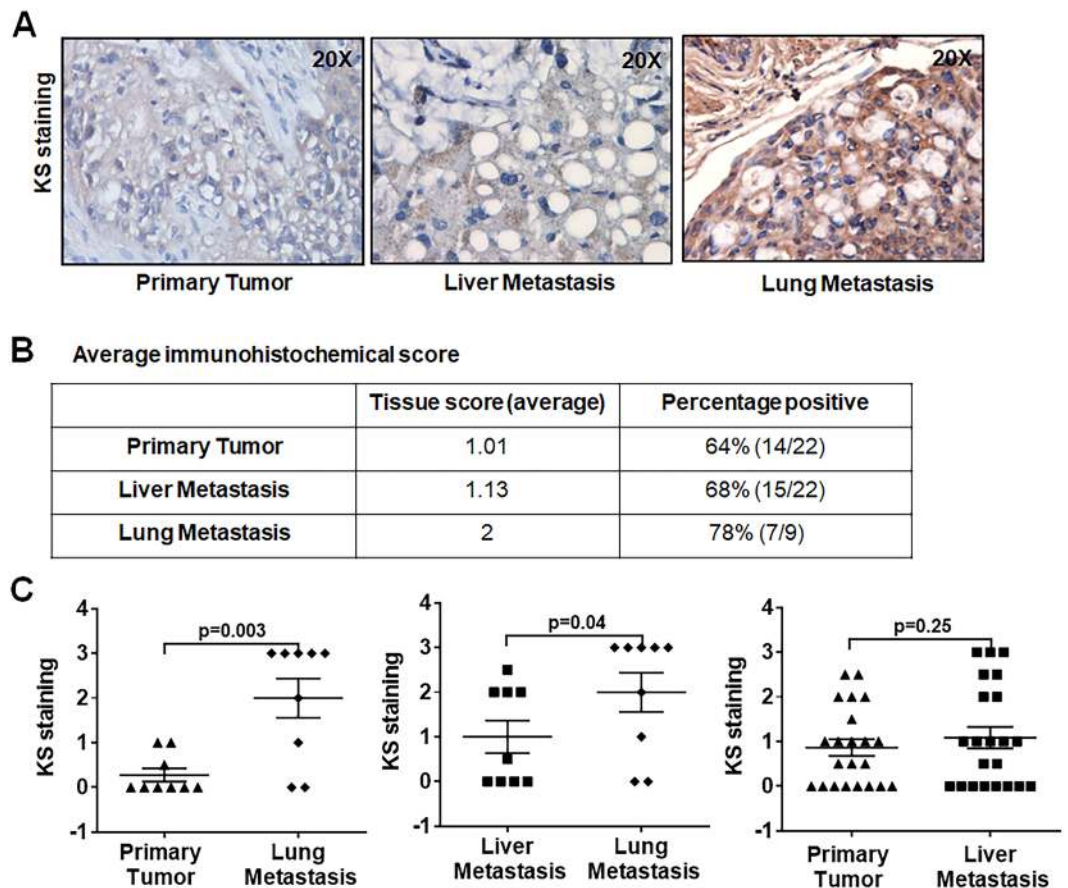 A
KS staining
20X
20X
20X
Primary Tumor
Liver Metastasis
Lung Metastasis
B Average immunohistochemical score
Tissue score (average) Percentage positive
Primary Tumor 1.01 64% (14/22)
Liver Metastasis 1.13 68% (15/22)
Lung Metastasis 2 78% (7/9)
C
KS staining
4
3
2
1
0
-1
p=0.003
Primary
Tumor
Lung
Metastasis
KS staining
4
3
2
1
0
-1
p=0.04
Liver
Metastasis
Lung
Metastasis
KS staining
4
3
2
1
0
-1
p=0.25
Primary
Tumor
Liver
Metastasis